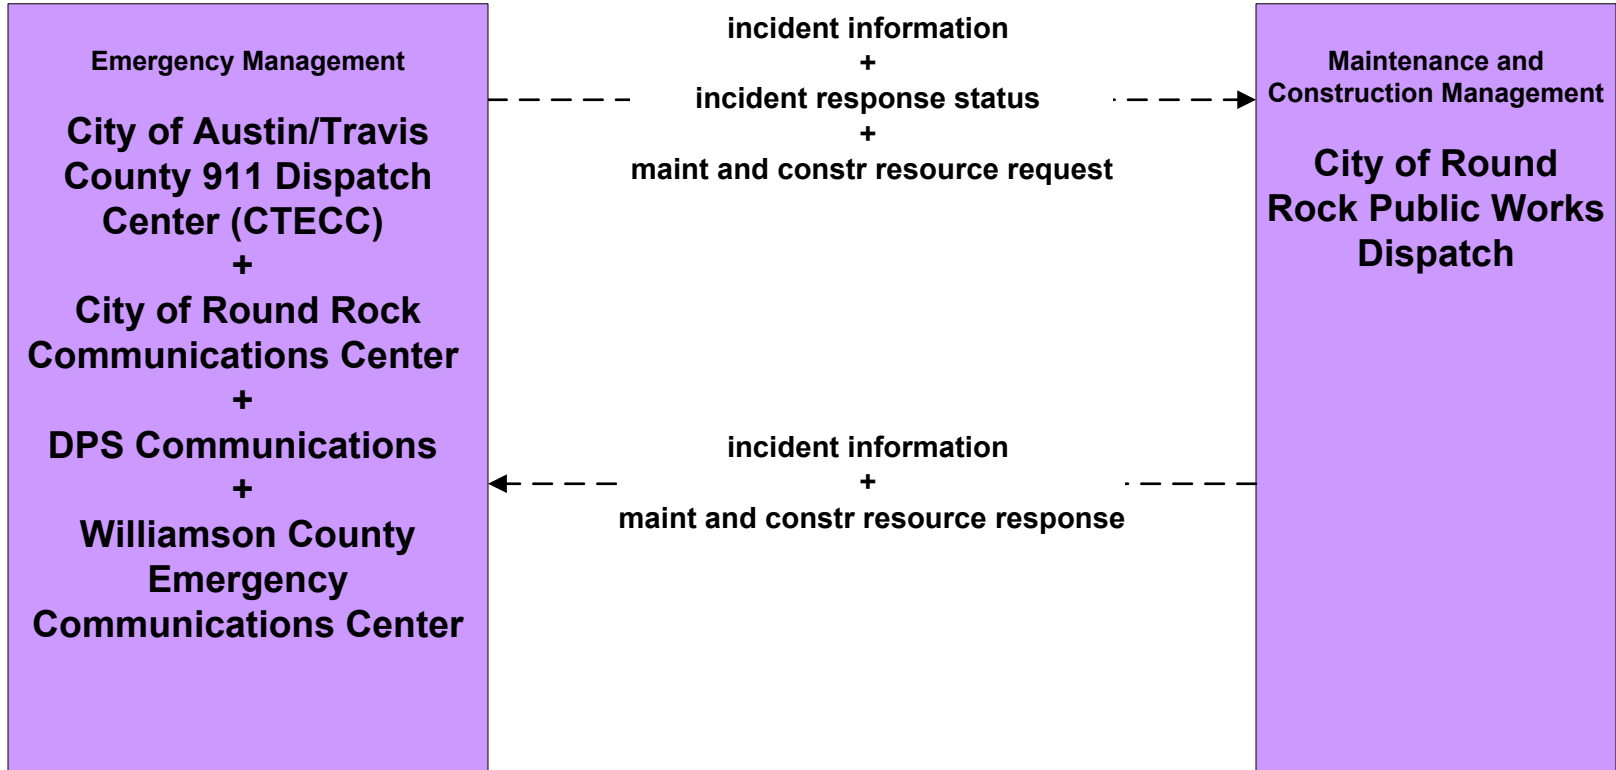 Emergency Management
City of Austin/Travis
County 911 Dispatch
Center (CTECC)
+
City of Round Rock
Communications Center
+
DPS Communications
+
Williamson County
Emergency
Communications Center
incident information
+
incident response status
+
maint and constr resource request
incident information
+
maint and constr resource response
Maintenance and
Construction Management
City of Round
Rock Public Works
Dispatch